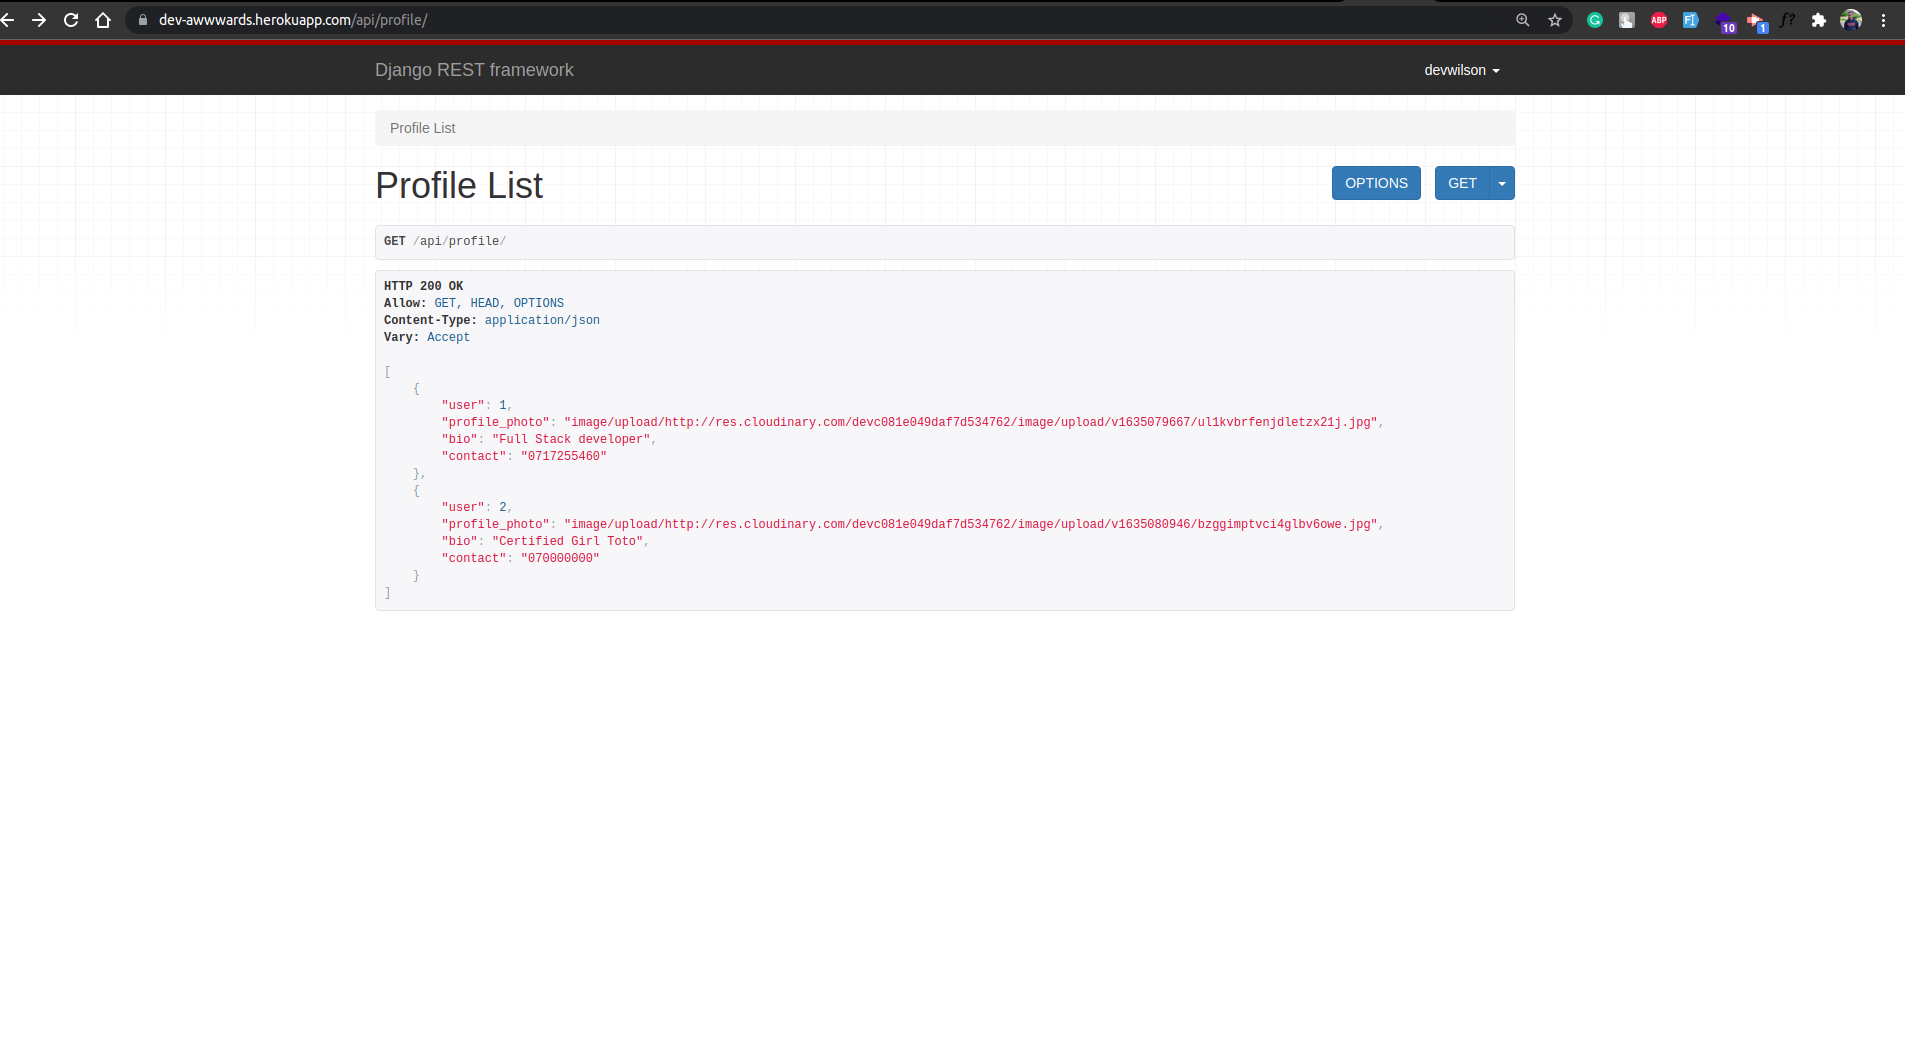 dev-awwwards.herokuapp.com/api/profile/
ABP
10
1
f?
Django REST framework
devwilson
Profile List
Profile List
OPTIONS
GET
GET /api/profile/
HTTP 200 OK
Allow: GET, HEAD, OPTIONS
Content-Type: application/json
Vary: Accept
[
    {
        "user": 1,
        "profile_photo": "image/upload/http://res.cloudinary.com/devc081e049daf7d534762/image/upload/v1635079667/ul1kvbrfenjdletzx21j.jpg",
        "bio": "Full Stack developer",
        "contact": "0717255460"
    },
    {
        "user": 2,
        "profile_photo": "image/upload/http://res.cloudinary.com/devc081e049daf7d534762/image/upload/v1635080946/bzggimptvci4glbv6owe.jpg",
        "bio": "Certified Girl Toto",
        "contact": "070000000"
    }
]